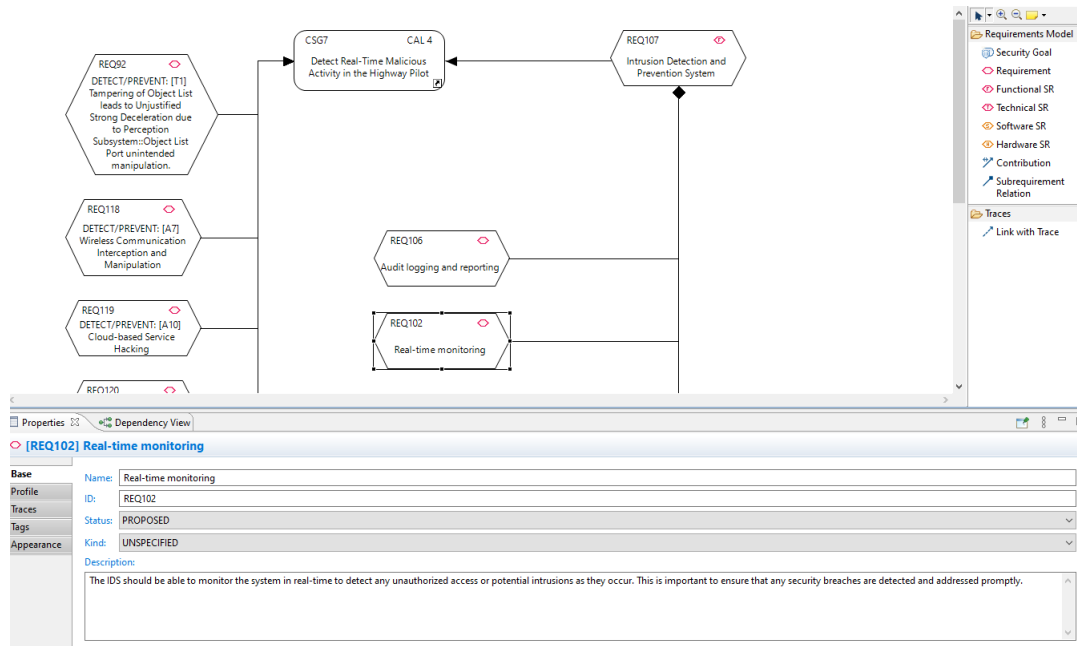 CSG7 CAL 4
Detect Real-Time Malicious
Activity in the Highway Pilot
REQ107
Intrusion Detection and
Prevention System
REQ92
DETECT/PREVENT: [T1]
Tampering of Object List
leads to Unjustified
Strong Deceleration due
to Perception
Subsystem::Object List
Port unintended
manipulation.
REQ118
DETECT/PREVENT: [A7]
Wireless Communication
Interception and
Manipulation
REQ106
Audit logging and reporting
REQ119
DETECT/PREVENT: [A10]
Cloud-based Service
Hacking
REQ102
Real-time monitoring
REQ120
Requirements Model
Security Goal
Requirement
Functional SR
Technical SR
Software SR
Hardware SR
Contribution
Subrequirement
Relation
Traces
Link with Trace
Properties Dependency View
[REQ102] Real-time monitoring
Base
Profile
Traces
Tags
Appearance
Name: Real-time monitoring
ID: REQ102
Status: PROPOSED
Kind: UNSPECIFIED
Description:
The IDS should be able to monitor the system in real-time to detect any unauthorized access or potential intrusions as they occur. This is important to ensure that any security breaches are detected and addressed promptly.